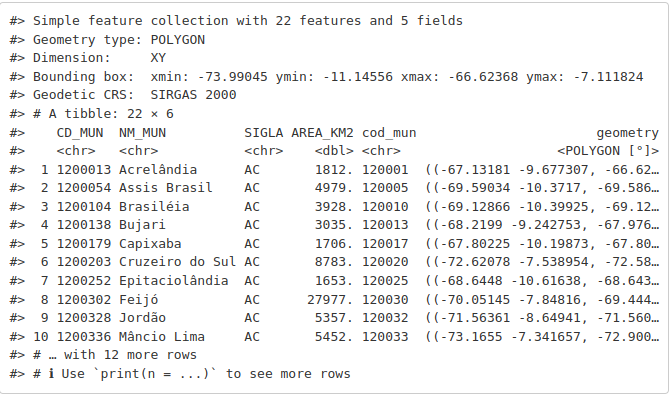 #> Simple feature collection with 22 features and 5 fields
#> Geometry type: POLYGON
#> Dimension:     XY
#> Bounding box:  xmin: -73.99045 ymin: -11.14556 xmax: -66.62368 ymax: -7.111824
#> Geodetic CRS:  SIRGAS 2000
#> # A tibble: 22 × 6
#>    CD_MUN  NM_MUN          SIGLA AREA_KM2 cod_mun                        geometry
#>    <chr>   <chr>           <chr>    <dbl> <chr>                     <POLYGON [°]>
#>  1 1200013 Acrelândia      AC       1812. 120001  ((-67.13181 -9.677307, -66.62…
#>  2 1200054 Assis Brasil    AC       4979. 120005  ((-69.59034 -10.3717, -69.586…
#>  3 1200104 Brasiléia       AC       3928. 120010  ((-69.12866 -10.39925, -69.12…
#>  4 1200138 Bujari          AC       3035. 120013  ((-68.2199 -9.242753, -67.976…
#>  5 1200179 Capixaba        AC       1706. 120017  ((-67.80225 -10.19873, -67.80…
#>  6 1200203 Cruzeiro do Sul AC       8783. 120020  ((-72.62078 -7.538954, -72.58…
#>  7 1200252 Epitaciolândia  AC       1653. 120025  ((-68.6448 -10.61638, -68.643…
#>  8 1200302 Feijó           AC      27977. 120030  ((-70.05145 -7.84816, -69.444…
#>  9 1200328 Jordão          AC       5357. 120032  ((-71.56361 -8.64941, -71.560…
#> 10 1200336 Mâncio Lima     AC       5452. 120033  ((-73.1655 -7.341657, -72.900…
#> # … with 12 more rows
#> # ℹ Use `print(n = ...)` to see more rows